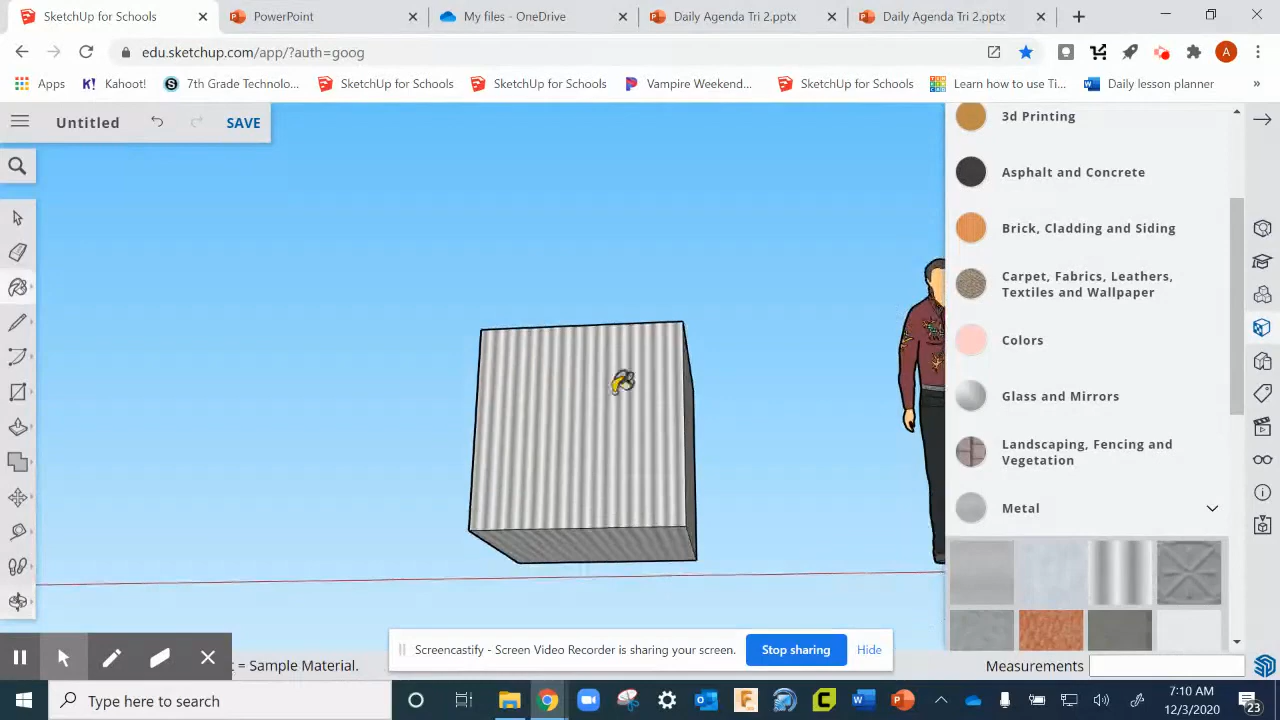 SketchUp for Schools
PowerPoint
My files - OneDrive
Daily Agenda Tri 2.pptx
Daily Agenda Tri 2.pptx
edu.sketchup.com/app/?auth=goog
A
Apps
Kahoot!
7th Grade Technolo...
SketchUp for Schools
SketchUp for Schools
Vampire Weekend...
SketchUp for Schools
Learn how to use Ti...
Daily lesson planner
Untitled
SAVE
3d Printing
Asphalt and Concrete
Brick, Cladding and Siding
Carpet, Fabrics, Leathers,
Textiles and Wallpaper
Colors
Glass and Mirrors
Landscaping, Fencing and
Vegetation
Metal
Screencastify - Screen Video Recorder is sharing your screen.
Stop sharing
Hide
= Sample Material.
Measurements
Type here to search
7:10 AM
12/3/2020
23